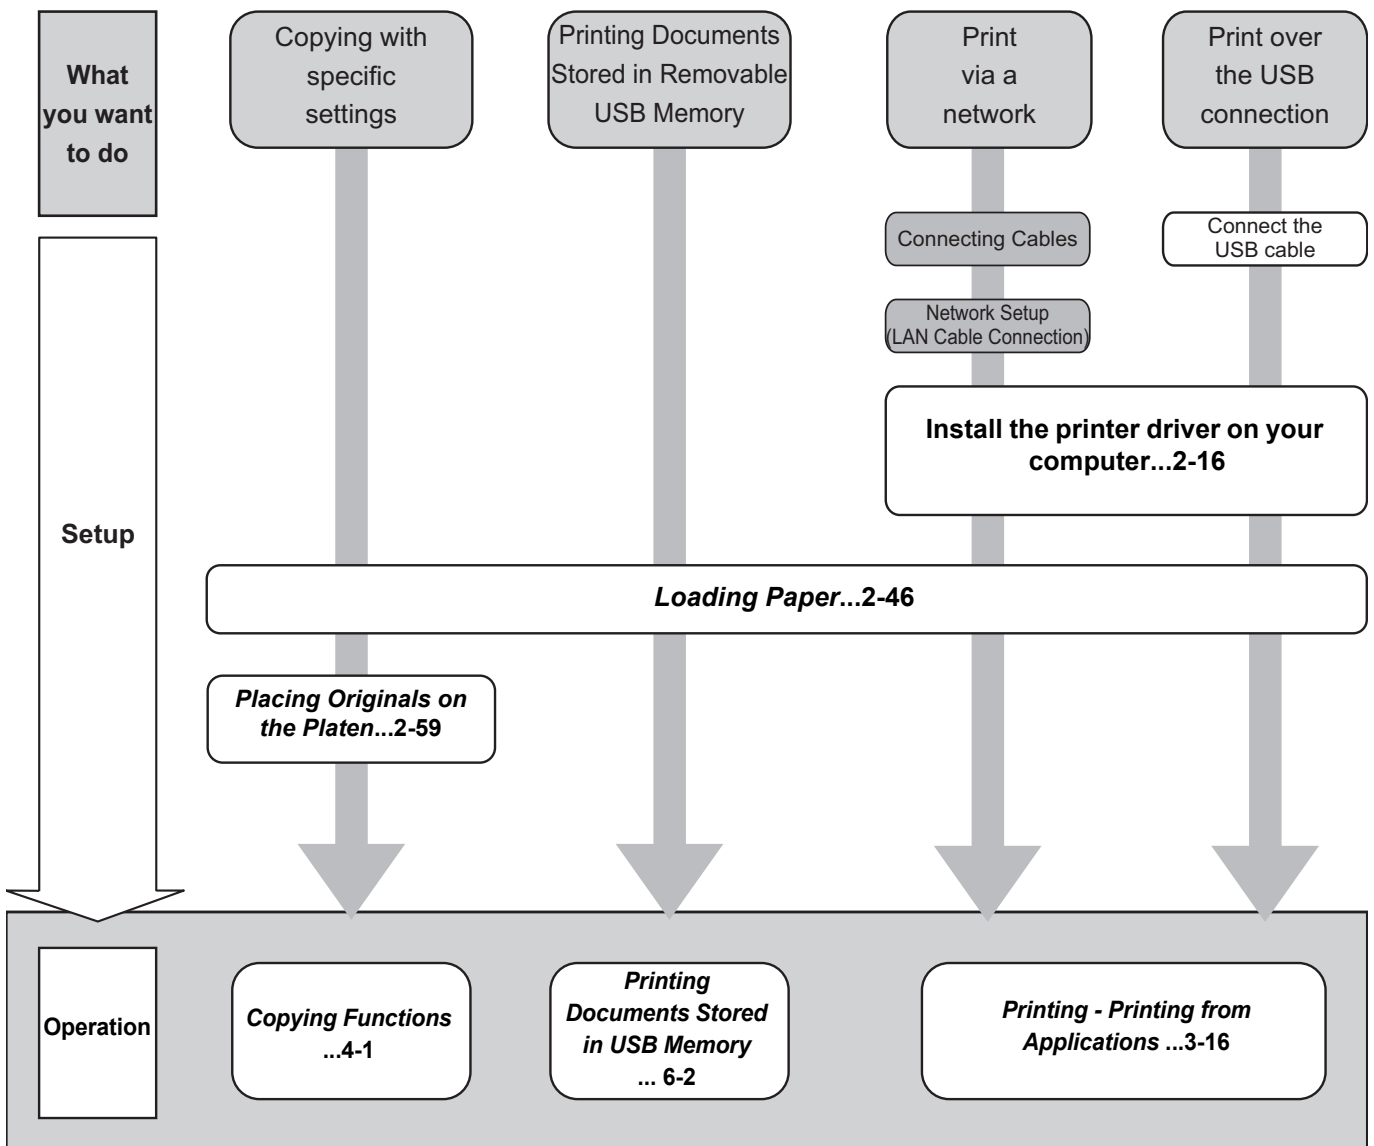 What
you want
to do
Copying with
specific
settings
Printing Documents
Stored in Removable
USB Memory
Print
via a
network
Print over
the USB
connection
Connecting Cables
Connect the
USB cable
Network Setup
(LAN Cable Connection)
Install the printer driver on your
computer...2-16
Setup
Loading Paper...2-46
Placing Originals on
the Platen...2-59
Operation
Copying Functions
...4-1
Printing
Documents Stored
in USB Memory
... 6-2
Printing - Printing from
Applications ...3-16